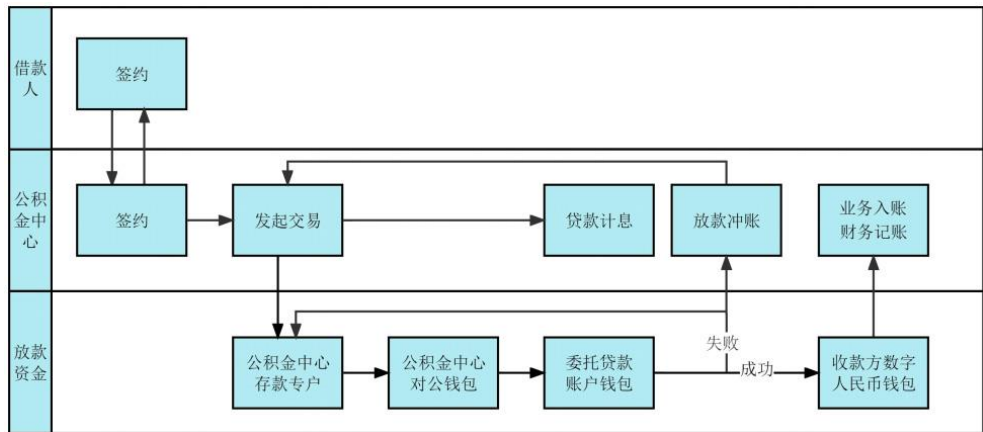 借款
人
签约
公积
金中
心
签约
发起交易
贷款计息
放款冲账
业务入账
财务记账
放款
资金
公积金中心
存款专户
公积金中心
对公钱包
委托贷款
账户钱包
失败
成功
收款方数字
人民币钱包